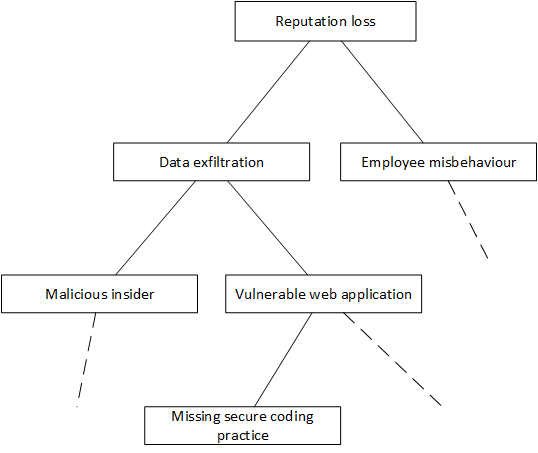 Reputation loss
Data exfiltration
Employee misbehaviour
Malicious insider
Vulnerable web application
Missing secure coding
practice